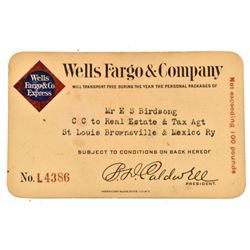 Wells
Fargo & Co
Express
Wells Fargo & Company
WILL TRANSPORT FREE DURING THE YEAR THE PERSONAL PACKAGES OF
Mr E S Birdsong
C C to Real Estate & Tax Agt
St Louis Brownsville & Mexico Ry
SUBJECT TO CONDITIONS ON BACK HEREOF
No. L4386
PRESIDENT.
Not exceeding 100 pounds